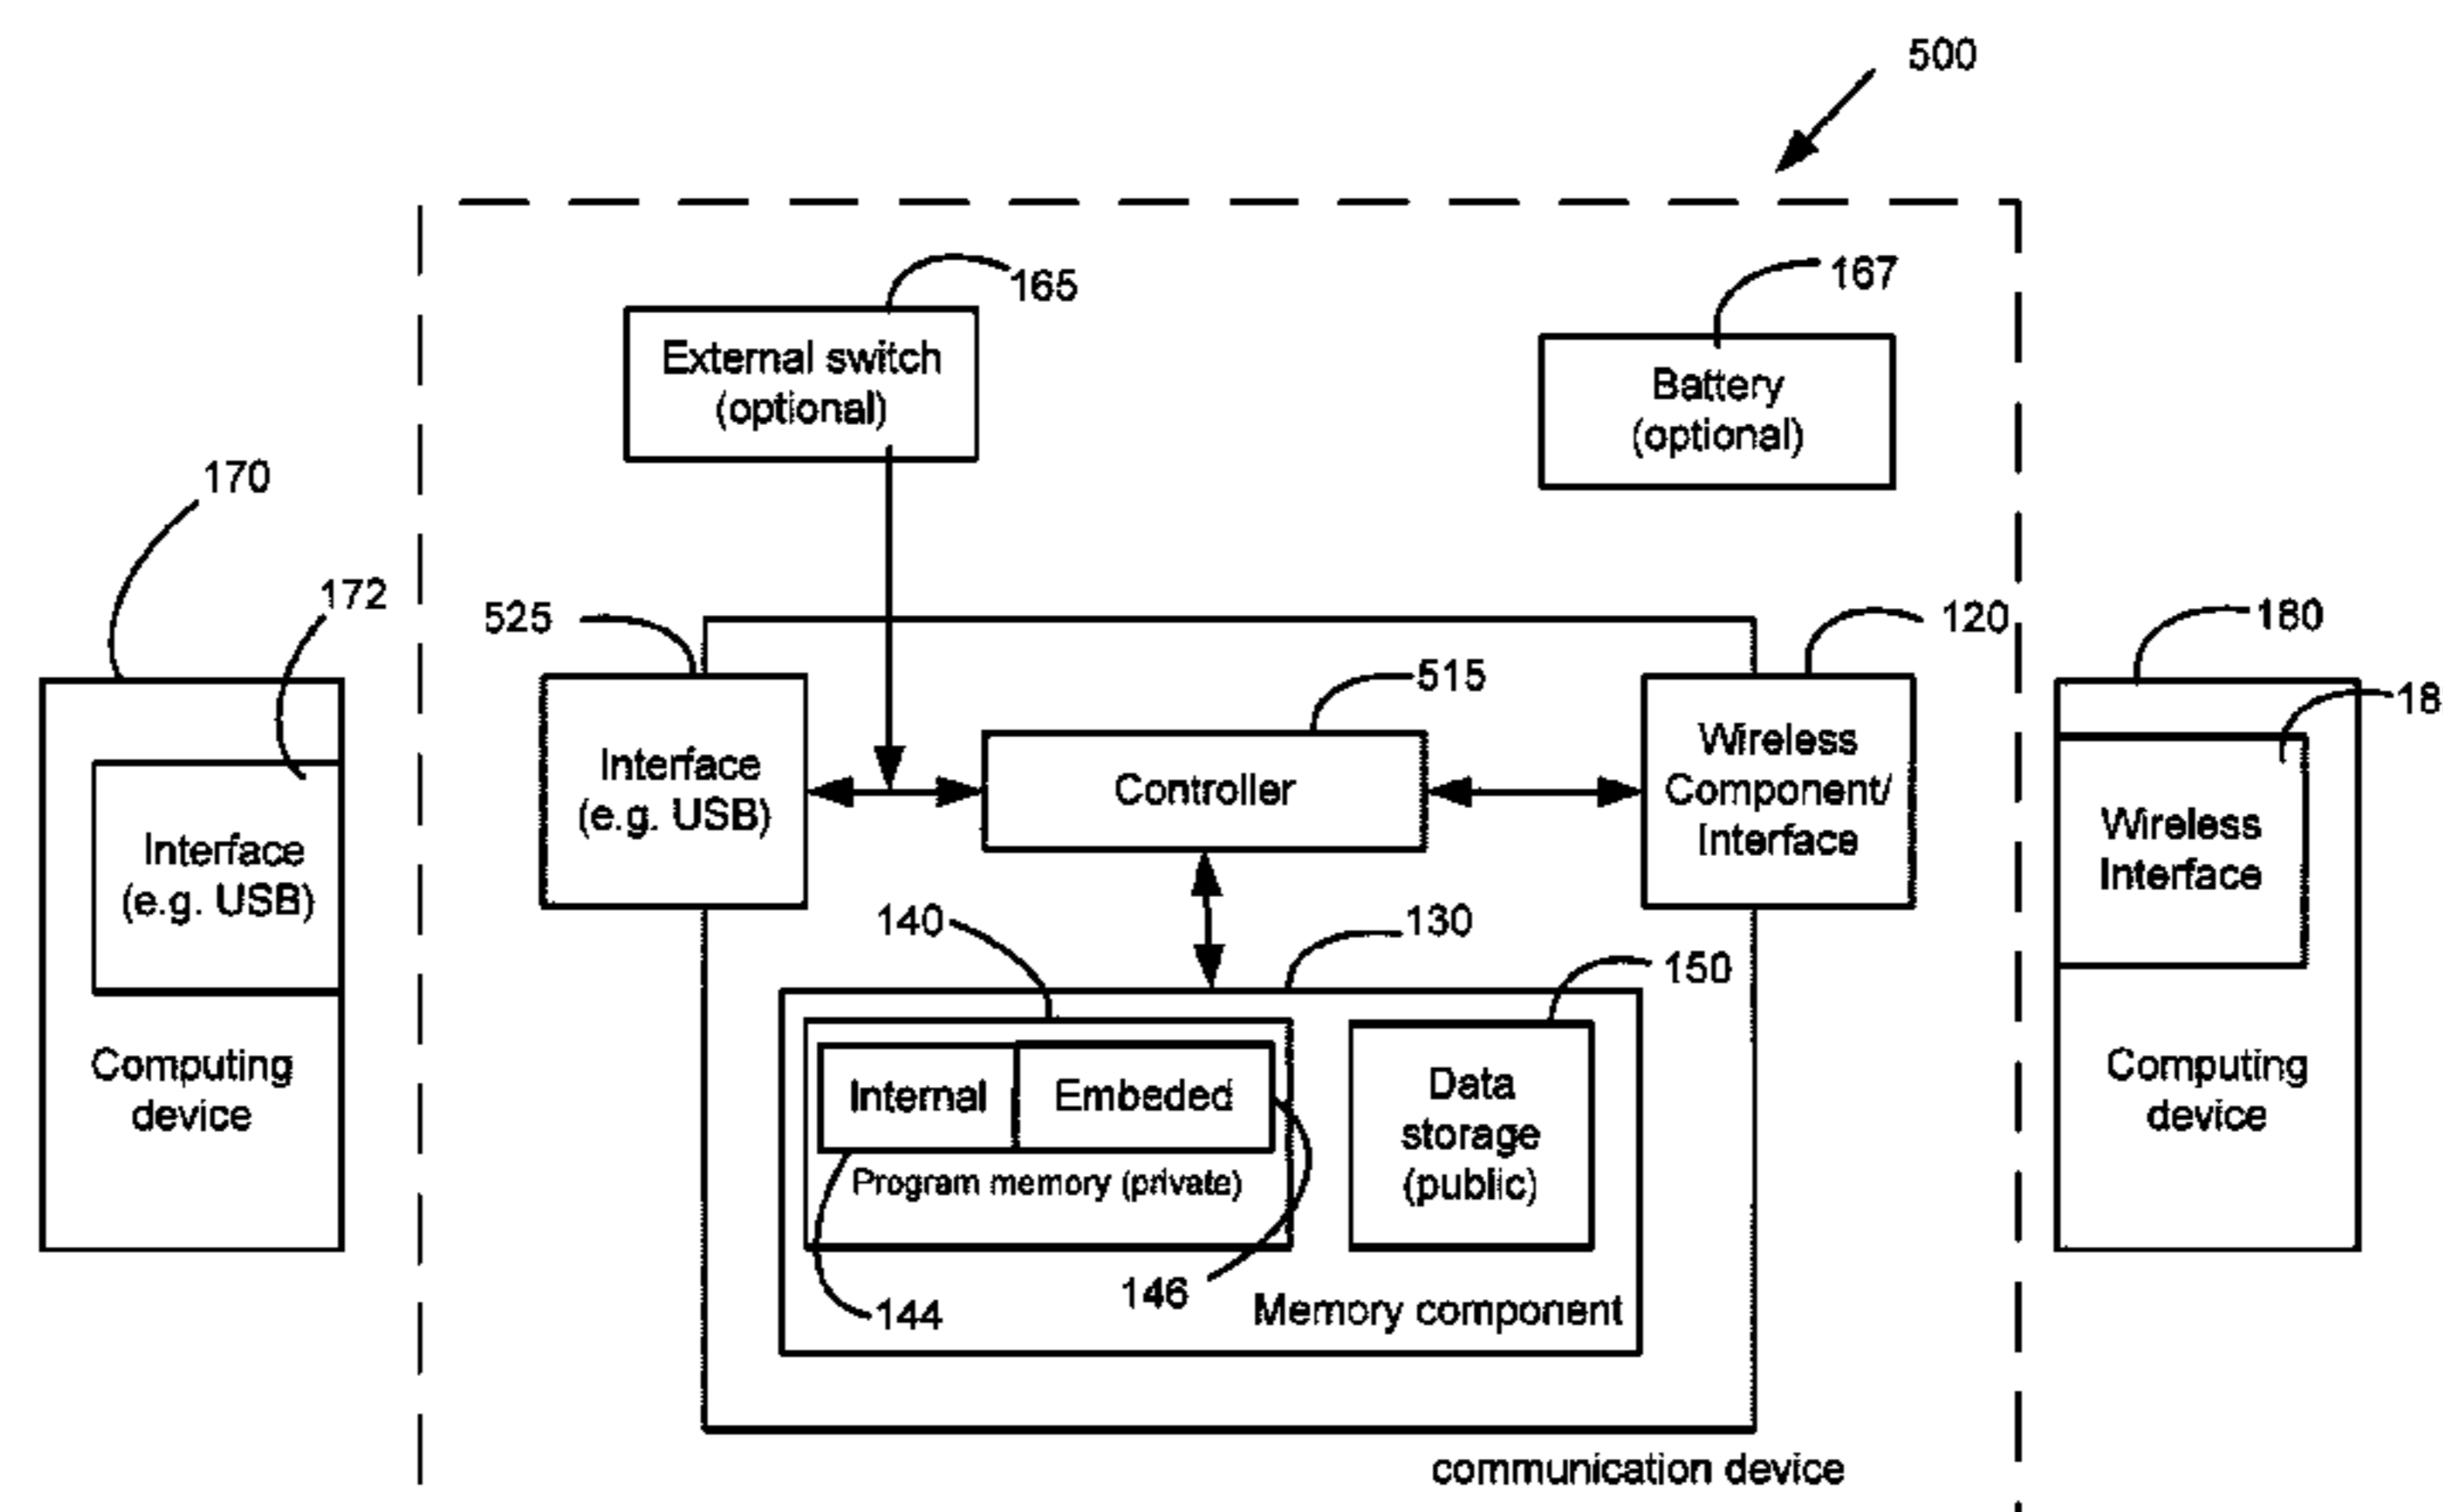 500
165
167
External switch
(optional)
Battery
(optional)
170
172
525
120
180
515
18
Interface
(e.g. USB)
Controller
Wireless
Component/
Interface
Interface
(e.g. USB)
Wireless
Interface
140
130
150
Computing
device
Internal
Embeded
Program memory (private)
Data
storage
(public)
Computing
device
144
146
Memory component
communication device